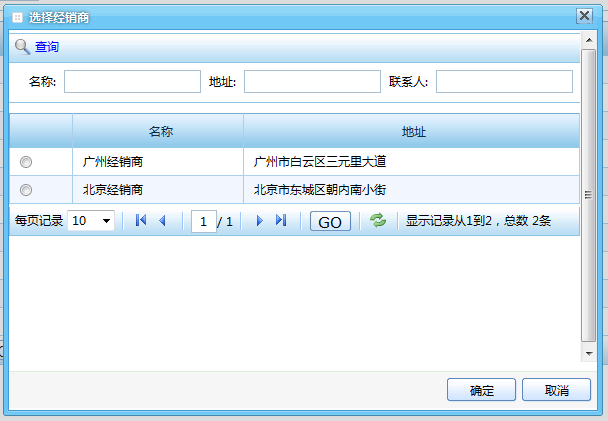 选择经销商
查询
名称: 地址: 联系人:
名称 地址
广州经销商 广州市白云区三元里大道
北京经销商 北京市东城区朝内南小街
每页记录 10 1 / 1 GO 显示记录从1到2，总数 2条
确定 取消